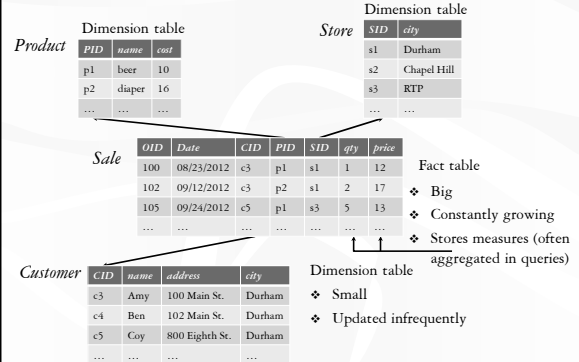 Dimension table
Product
PID name cost
p1 beer 10
p2 diaper 16
… … …
Dimension table
Store
SID city
s1 Durham
s2 Chapel Hill
s3 RTP
… …
Sale
OID Date CID PID SID qty price
100 08/23/2012 c3 p1 s1 1 12
102 09/12/2012 c3 p2 s1 2 17
105 09/24/2012 c5 p1 s3 5 13
… … … … … … …
Fact table
❖ Big
❖ Constantly growing
❖ Stores measures (often
aggregated in queries)
Customer
CID name address city
c3 Amy 100 Main St. Durham
c4 Ben 102 Main St. Durham
c5 Coy 800 Eighth St. Durham
… … … …
Dimension table
❖ Small
❖ Updated infrequently